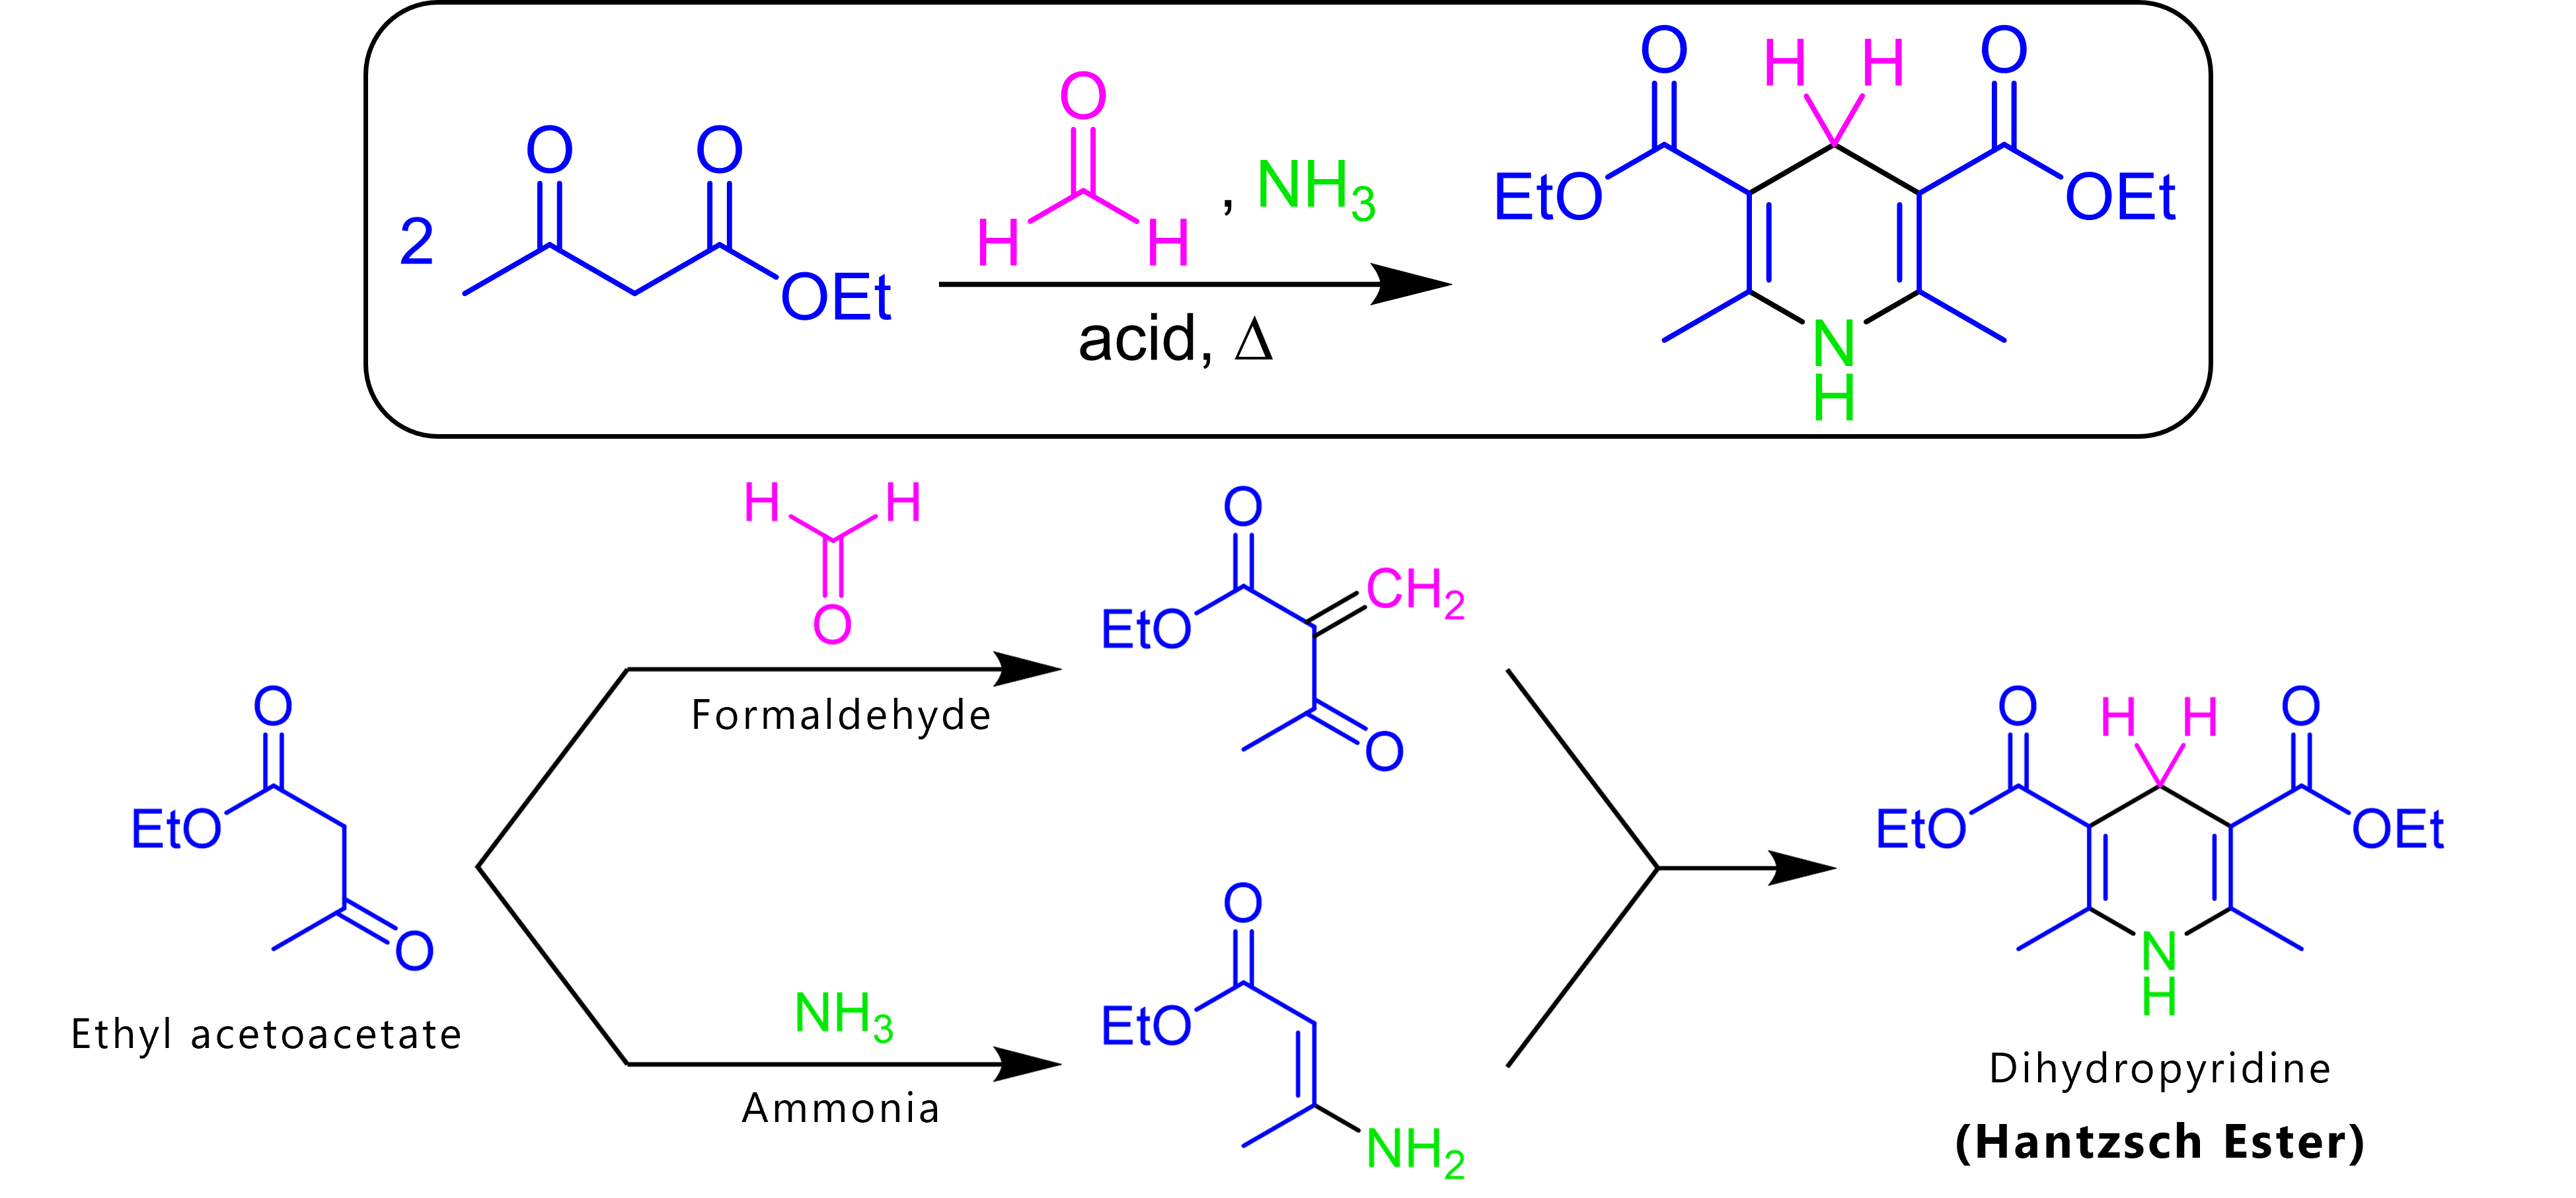 O O
2
OEt
O
H H
, NH₃
acid, Δ
O H H O
EtO OEt
N
H
H H
O
Formaldehyde
O
CH₂
EtO
O
O
EtO
O
Ethyl acetoacetate
NH₃
Ammonia
O
EtO
NH₂
O H H O
EtO OEt
N
H
Dihydropyridine
(Hantzsch Ester)